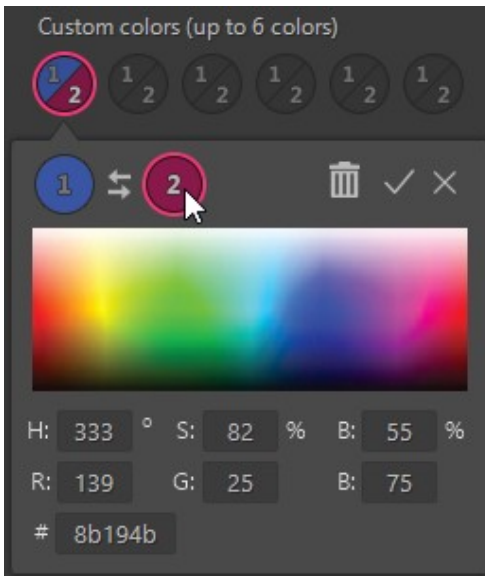 Custom colors (up to 6 colors)
1 2 1 2 1 2 1 2 1 2 1 2
1 2
H: 333 ° S: 82 % B: 55 %
R: 139 G: 25 B: 75
# 8b194b